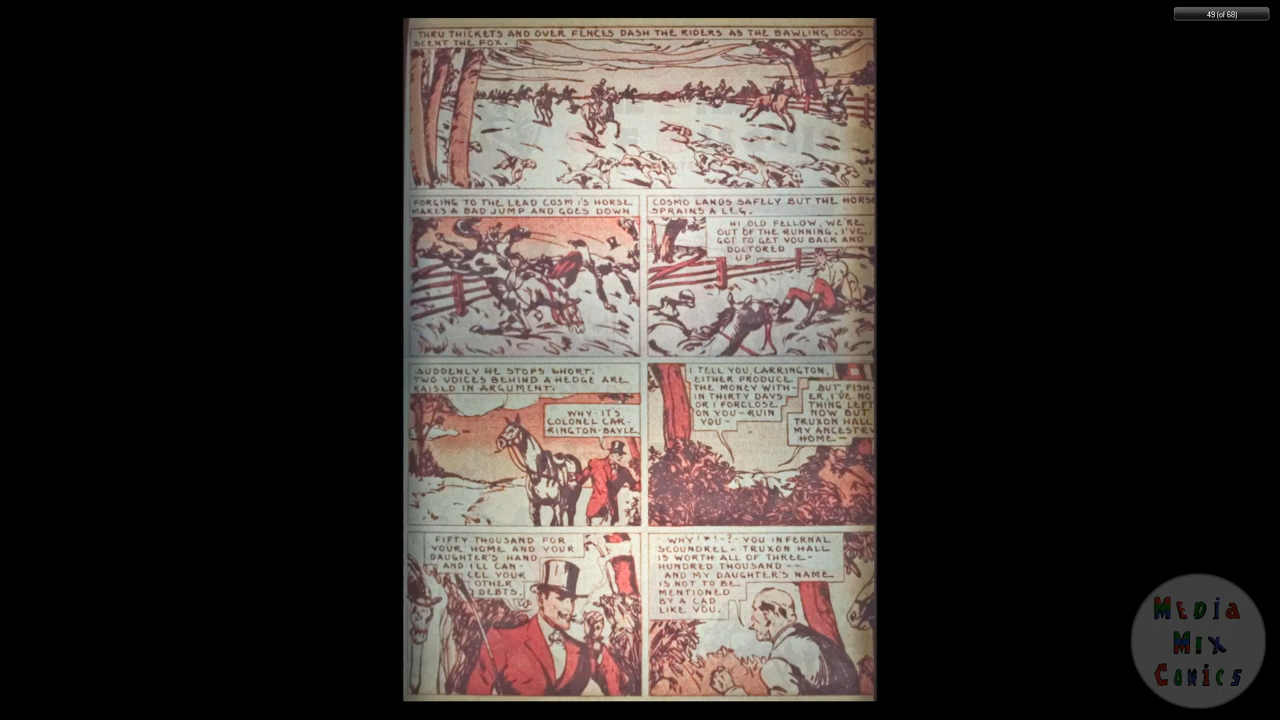 49 (of 68)
THRU THICKETS AND OVER FENCES DASH THE RIDERS AS THE BAWLING DOGS
SCENT THE FOX.
FORGING TO THE LEAD COSMO'S HORSE
MAKES A BAD JUMP AND GOES DOWN
COSMO LANDS SAFELY BUT THE HORSE
SPRAINS A LEG.
HI OLD FELLOW, WE'RE
OUT OF THE RUNNING. I'VE
GOT TO GET YOU BACK AND
DOCTORED
UP
SUDDENLY HE STOPS SHORT.
TWO VOICES BEHIND A HEDGE ARE
RAISED IN ARGUMENT.
WHY - IT'S
COLONEL CAR-
RINGTON-BAYLE
I TELL YOU CARRINGTON,
EITHER PRODUCE
THE MONEY WITH-
IN THIRTY DAYS
OR I FORCLOSE
ON YOU - RUIN
YOU -
BUT, FISH-
ER, I'VE NO
THING LEFT
NOW BUT
TRUXON HALL
MY ANCESTRY
HOME -
FIFTY THOUSAND FOR
YOUR HOME AND YOUR
DAUGHTER'S HAND
AND I'LL CAN-
CEL YOUR
OTHER
DEBTS.
WHY !*!-? YOU INFERNAL
SCOUNDREL - TRUXON HALL
IS WORTH ALL OF THREE-
HUNDRED THOUSAND --
AND MY DAUGHTER'S NAME
IS NOT TO BE
MENTIONED
BY A CAD
LIKE YOU.
MEDIA
MIX
COMICS